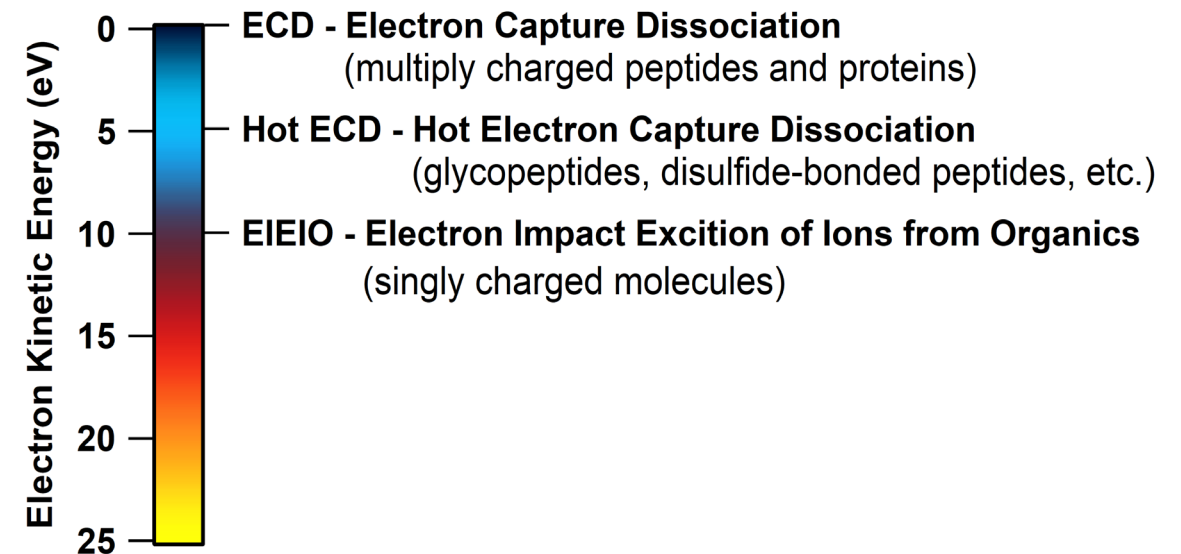 Electron Kinetic Energy (eV)
0
5
10
15
20
25
ECD - Electron Capture Dissociation
(multiply charged peptides and proteins)
Hot ECD - Hot Electron Capture Dissociation
(glycopeptides, disulfide-bonded peptides, etc.)
EIEIO - Electron Impact Excition of Ions from Organics
(singly charged molecules)